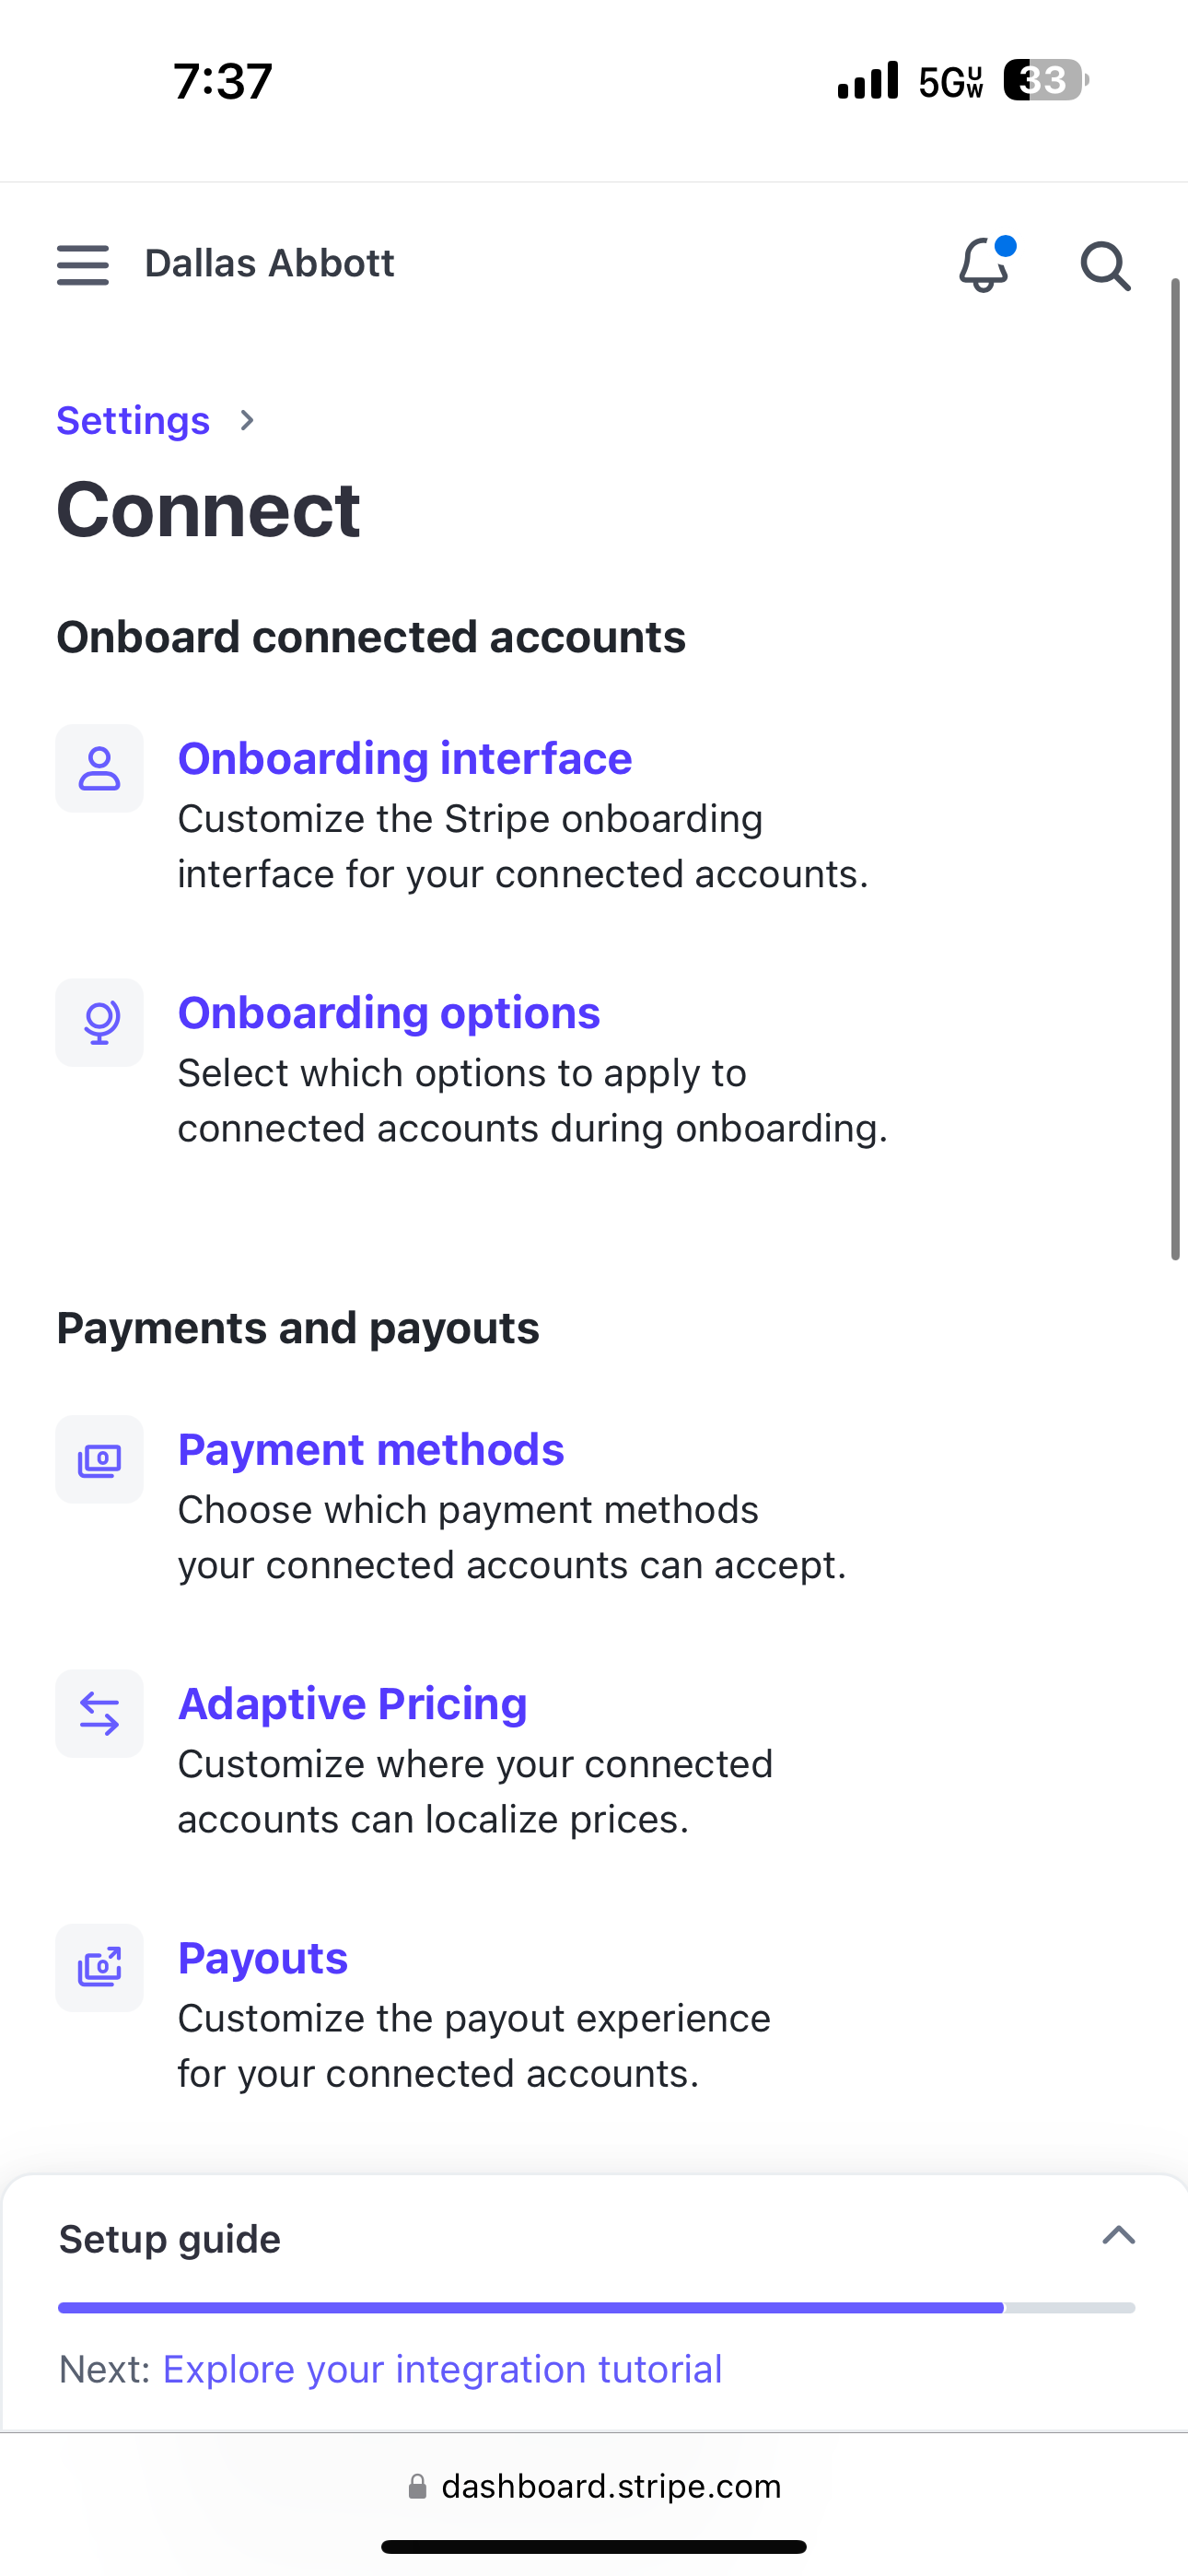 7:37
5G UW
33
Dallas Abbott
Settings
Connect
Onboard connected accounts
Onboarding interface
Customize the Stripe onboarding
interface for your connected accounts.
Onboarding options
Select which options to apply to
connected accounts during onboarding.
Payments and payouts
Payment methods
Choose which payment methods
your connected accounts can accept.
Adaptive Pricing
Customize where your connected
accounts can localize prices.
Payouts
Customize the payout experience
for your connected accounts.
Setup guide
Next: Explore your integration tutorial
dashboard.stripe.com